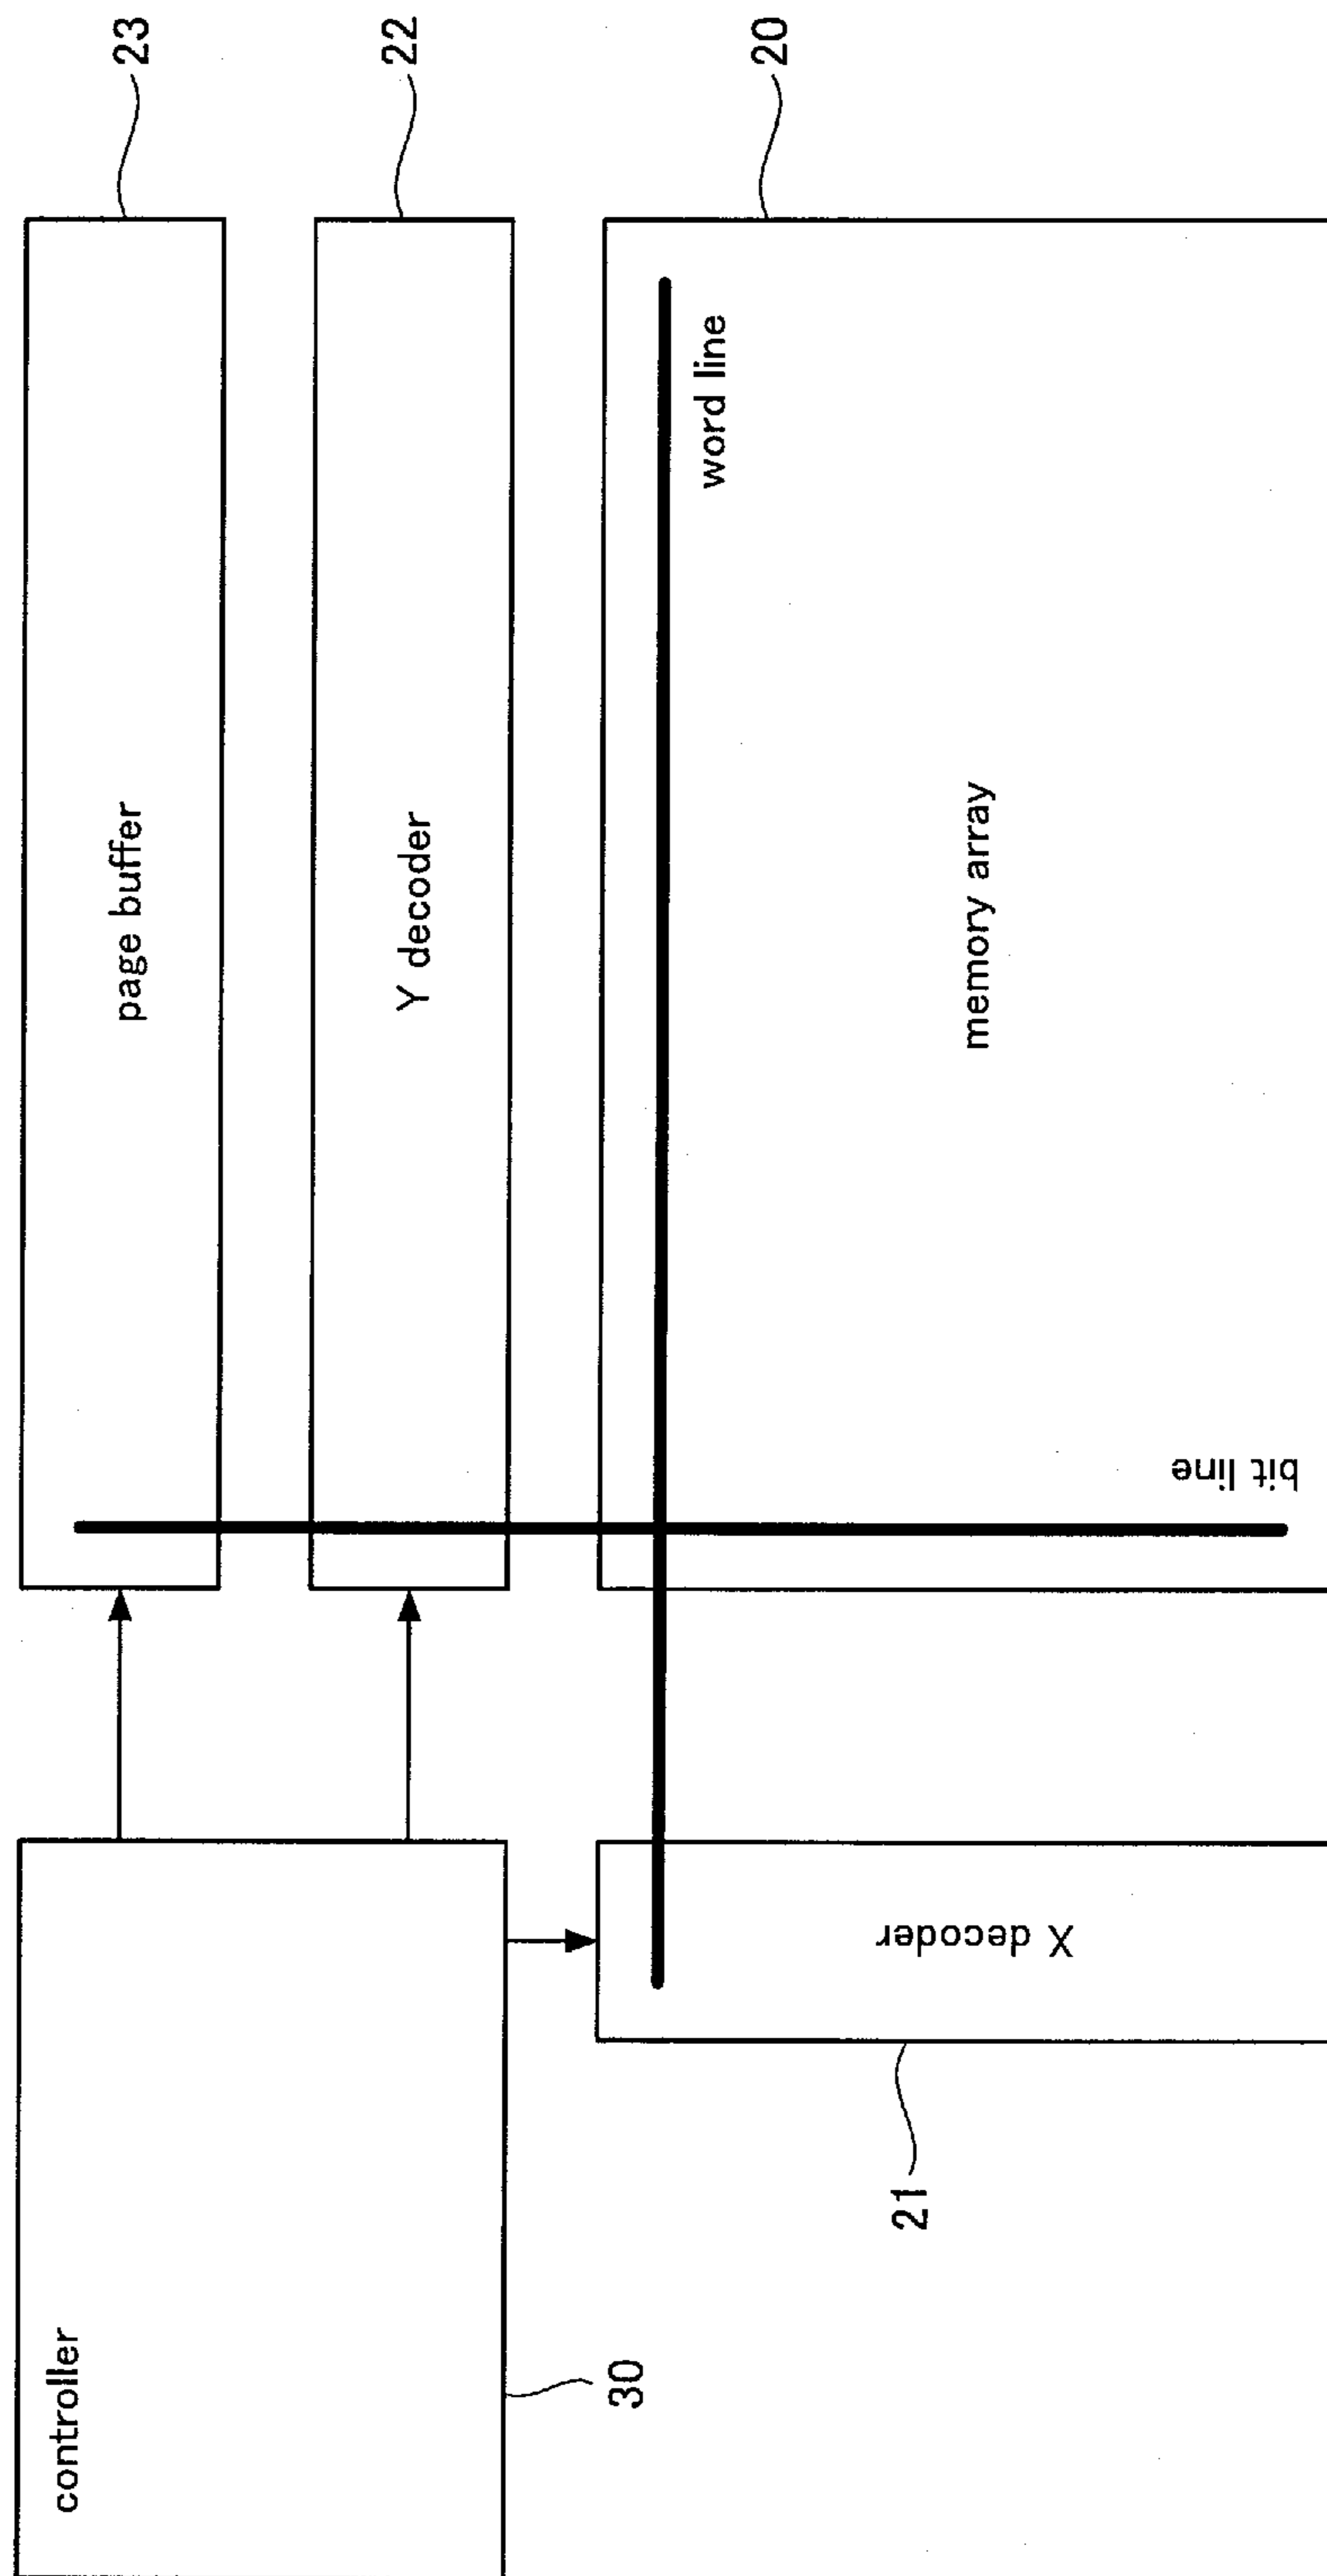 23
22
20
page buffer
Y decoder
word line
memory array
bit line
controller
X decoder
21
30